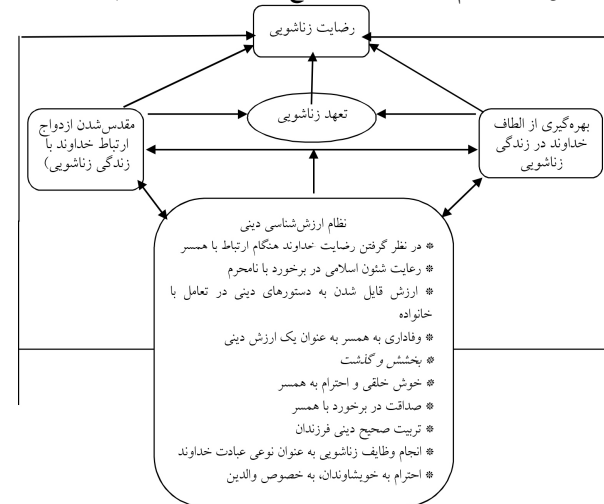 رضایت زناشویی
تعهد زناشویی
بهره‌گیری از الطاف
خداوند در زندگی
زناشویی
مقدس‌شدن ازدواج
ارتباط خداوند با
زندگی زناشویی)
نظام ارزش‌شناسی دینی
* در نظر گرفتن رضایت خداوند هنگام ارتباط با همسر
* رعایت شئون اسلامی در برخورد با نامحرم
* ارزش قایل شدن به دستورهای دینی در تعامل با
خانواده
* وفاداری به همسر به عنوان یک ارزش دینی
* بخشش و گذشت
* خوش خلقی و احترام به همسر
* صداقت در برخورد با همسر
* تربیت صحیح دینی فرزندان
* انجام وظایف زناشویی به عنوان نوعی عبادت خداوند
* احترام به خویشاوندان، به خصوص والدین